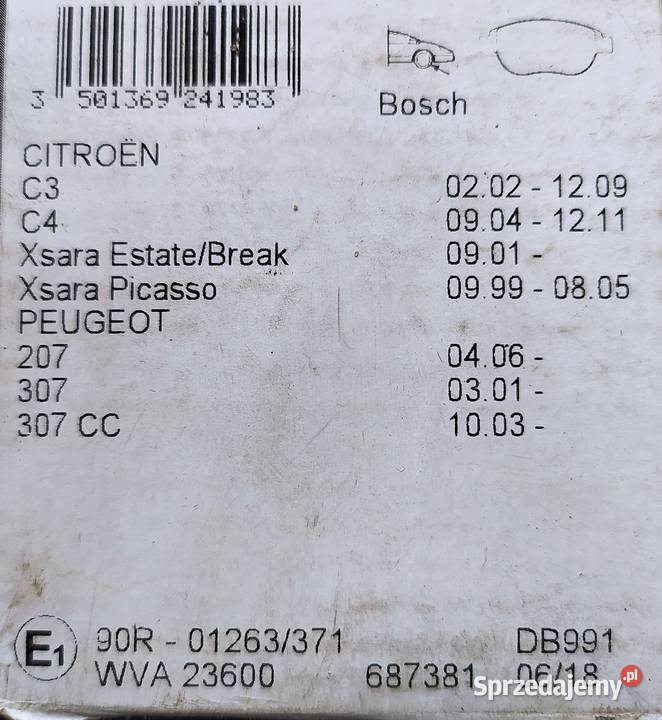 3 501369 241983
Bosch
CITROËN
C3 02.02 - 12.09
C4 09.04 - 12.11
Xsara Estate/Break 09.01 -
Xsara Picasso 09.99 - 08.05
PEUGEOT
207 04.06 -
307 03.01 -
307 CC 10.03 -
E1 90R - 01263/371 DB991
WVA 23600 687381 06/18
Sprzedajemy.pl